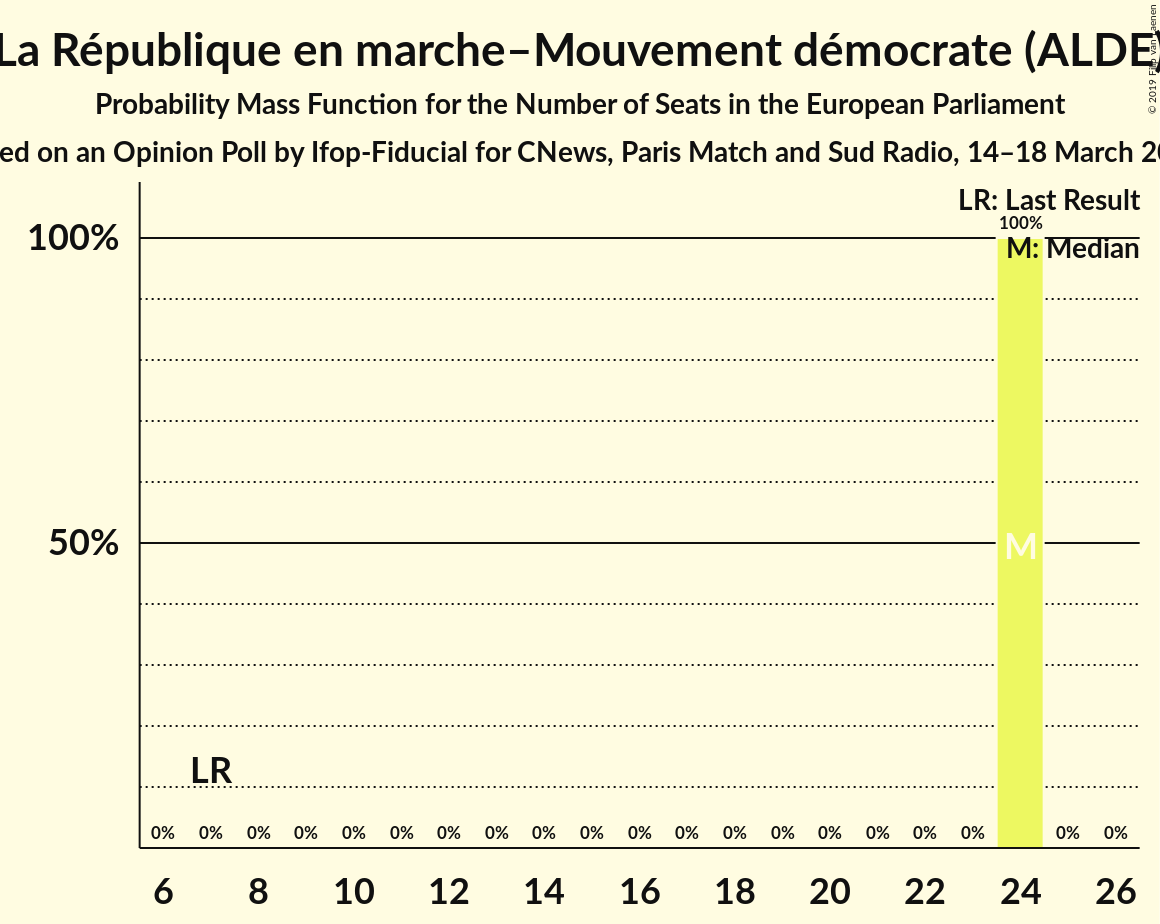 La République en marche–Mouvement démocrate (ALDE)
Probability Mass Function for the Number of Seats in the European Parliament
ed on an Opinion Poll by Ifop-Fiducial for CNews, Paris Match and Sud Radio, 14–18 March 20
© 2019 Filip van Laenen
LR: Last Result
100%
100%
M: Median
50%
M
LR
0% 0% 0% 0% 0% 0% 0% 0% 0% 0% 0% 0% 0% 0% 0% 0% 0% 0% 0% 0%
6 8 10 12 14 16 18 20 22 24 26